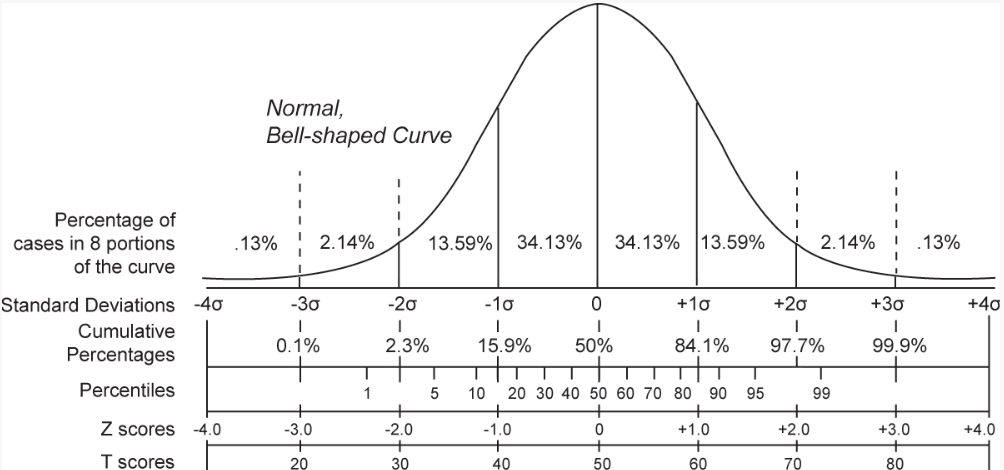 Normal,
Bell-shaped Curve
Percentage of
cases in 8 portions
of the curve
.13% 2.14% 13.59% 34.13% 34.13% 13.59% 2.14% .13%
Standard Deviations -4σ -3σ -2σ -1σ 0 +1σ +2σ +3σ +4σ
Cumulative
Percentages 0.1% 2.3% 15.9% 50% 84.1% 97.7% 99.9%
Percentiles 1 5 10 20 30 40 50 60 70 80 90 95 99
Z scores -4.0 -3.0 -2.0 -1.0 0 +1.0 +2.0 +3.0 +4.0
T scores 20 30 40 50 60 70 80